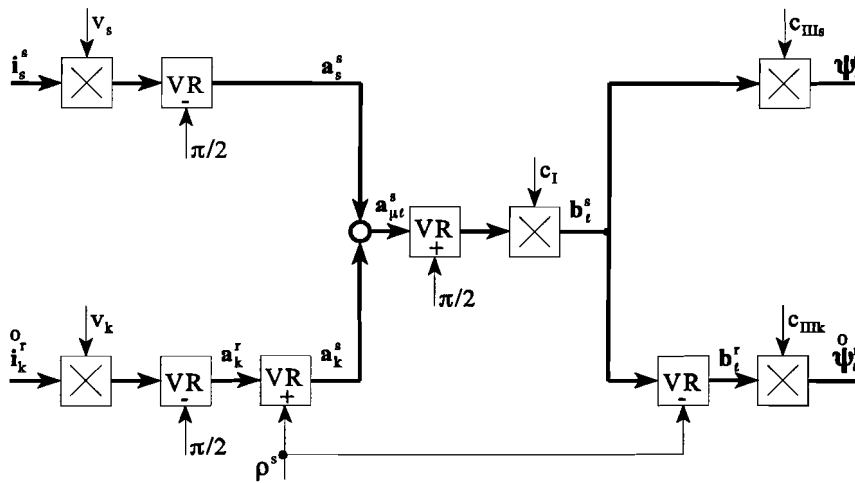 v_s
c_IIIs
i_s^s
VR
-
a_s^s
π/2
c_I
a_μt^s
VR
+
b_t^s
π/2
v_k
c_IIIk
o
i_k^r
VR
-
a_k^r
VR
+
a_k^s
VR
-
b_t^r
o
π/2
ρ^s